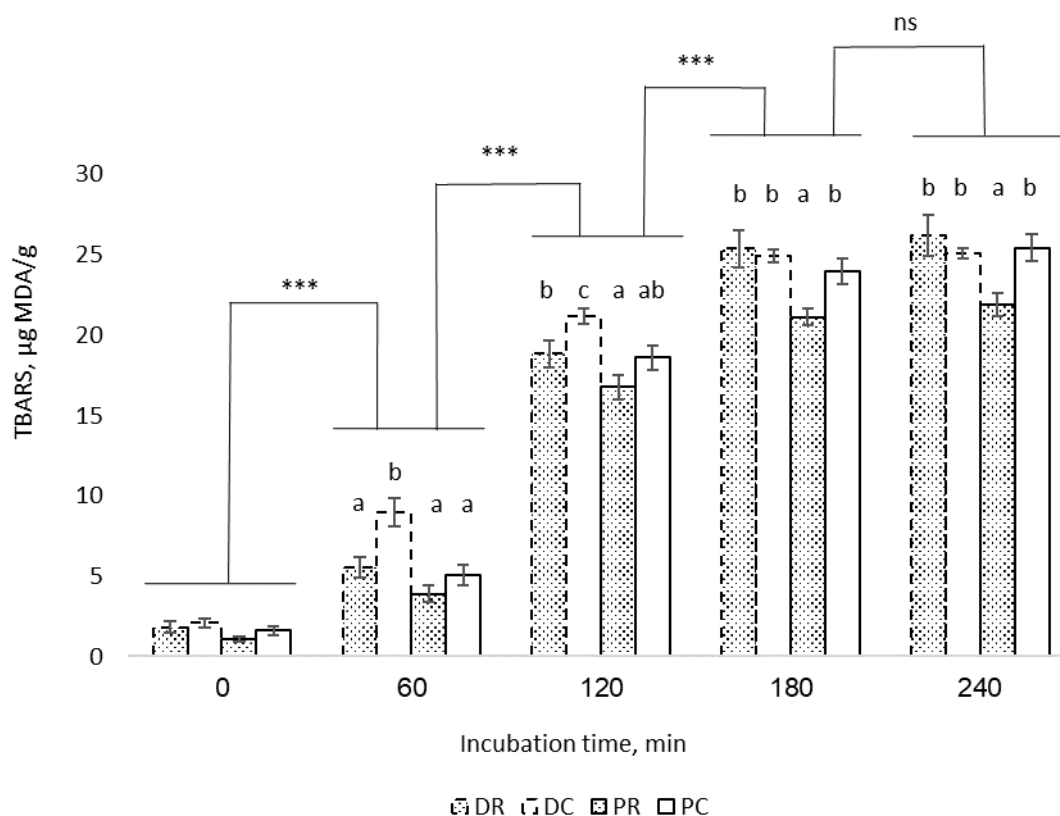 ns
***
***
***
30
25
20
15
10
5
0
TBARS, µg MDA/g
b b a b
b b a b
b c a ab
a b a a
0 60 120 180 240
Incubation time, min
DR DC PR PC